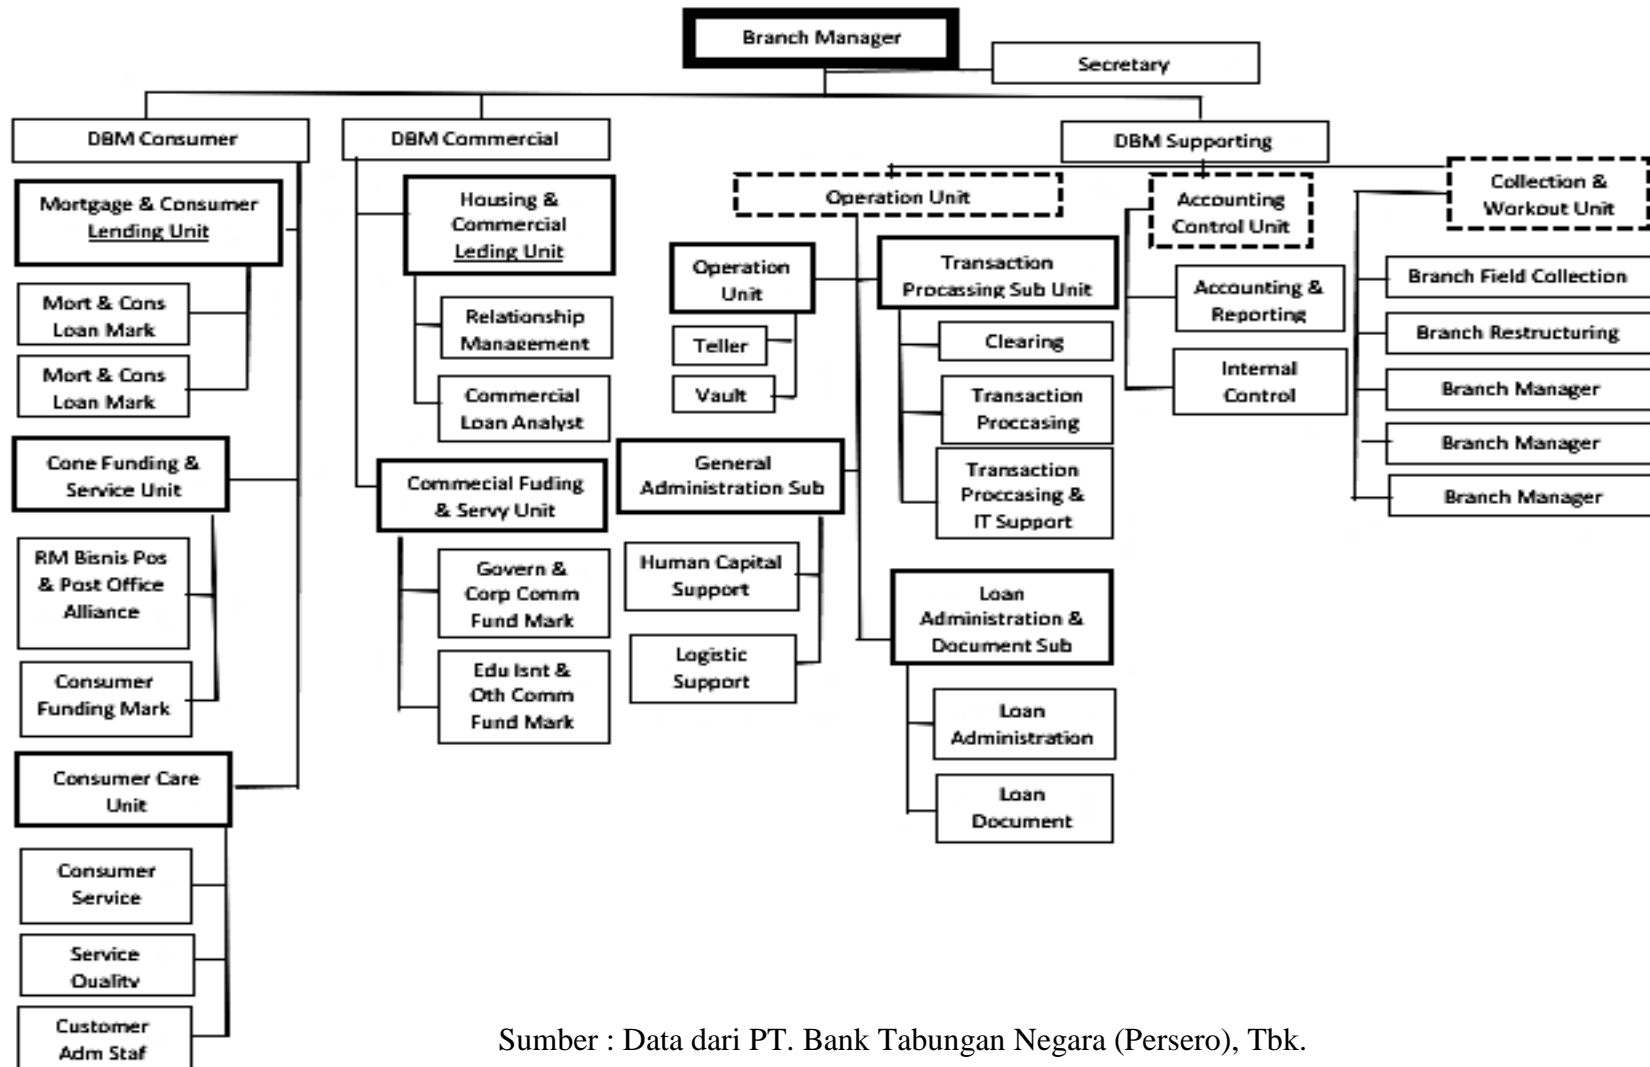 Branch Manager
Secretary
DBM Consumer
Mortgage & Consumer
Lending Unit
Mort & Cons
Loan Mark
Mort & Cons
Loan Mark
Cone Funding &
Service Unit
RM Bisnis Pos
& Post Office
Alliance
Consumer
Funding Mark
Consumer Care
Unit
Consumer
Service
Service
Quality
Customer
Adm Staf
DBM Commercial
Housing &
Commercial
Leding Unit
Relationship
Management
Commercial
Loan Analyst
Commecial Fuding
& Servy Unit
Govern &
Corp Comm
Fund Mark
Edu Isnt &
Oth Comm
Fund Mark
DBM Supporting
Operation Unit
Operation
Unit
Teller
Vault
General
Administration Sub
Human Capital
Support
Logistic
Support
Transaction
Procassing Sub Unit
Clearing
Transaction
Proccasing
Transaction
Proccasing &
IT Support
Loan
Administration &
Document Sub
Loan
Administration
Loan
Document
Accounting
Control Unit
Accounting &
Reporting
Internal
Control
Collection &
Workout Unit
Branch Field Collection
Branch Restructuring
Branch Manager
Branch Manager
Branch Manager
Sumber : Data dari PT. Bank Tabungan Negara (Persero), Tbk.